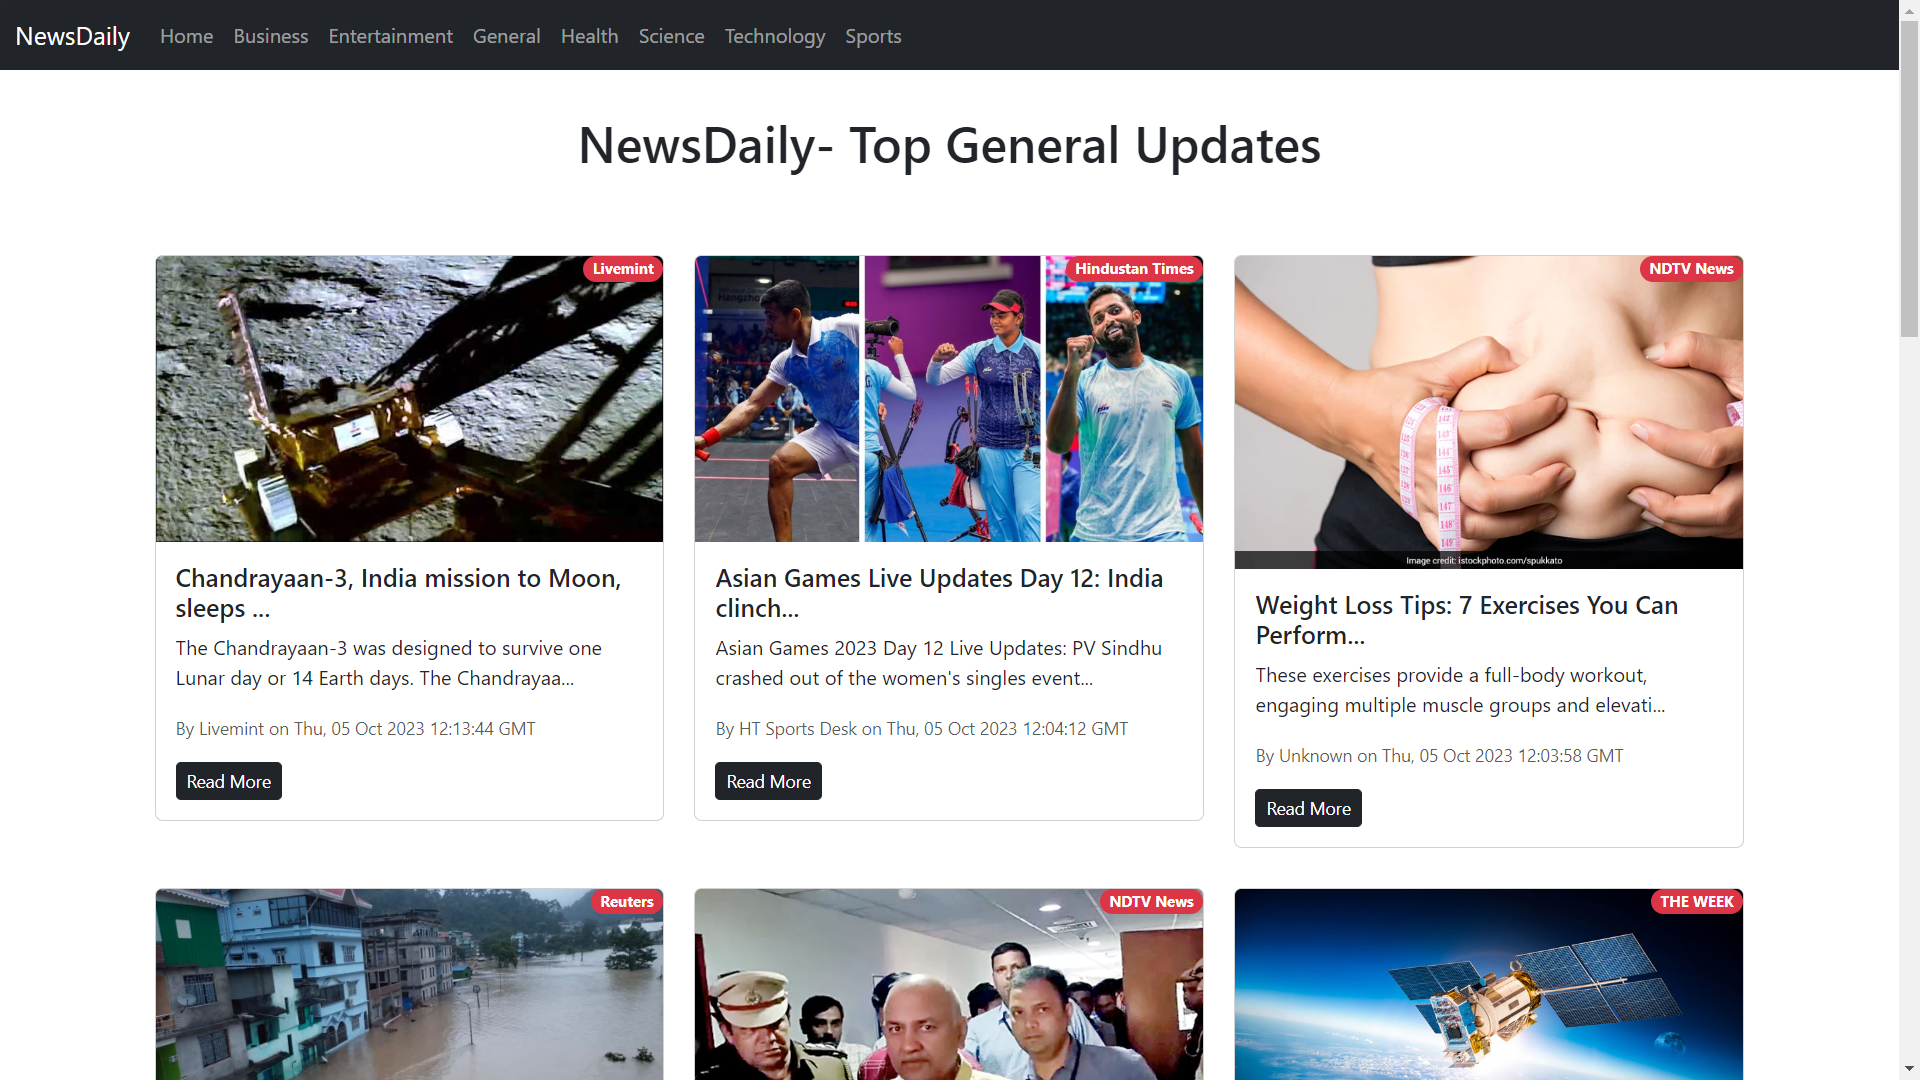 NewsDaily Home Business Entertainment General Health Science Technology Sports
NewsDaily- Top General Updates
Livemint
Chandrayaan-3, India mission to Moon,
sleeps ...
The Chandrayaan-3 was designed to survive one
Lunar day or 14 Earth days. The Chandrayaa...
By Livemint on Thu, 05 Oct 2023 12:13:44 GMT
Read More
Hindustan Times
Asian Games Live Updates Day 12: India
clinch...
Asian Games 2023 Day 12 Live Updates: PV Sindhu
crashed out of the women's singles event...
By HT Sports Desk on Thu, 05 Oct 2023 12:04:12 GMT
Read More
NDTV News
Image credit: istockphoto.com/spukkato
Weight Loss Tips: 7 Exercises You Can
Perform...
These exercises provide a full-body workout,
engaging multiple muscle groups and elevati...
By Unknown on Thu, 05 Oct 2023 12:03:58 GMT
Read More
Reuters
NDTV News
THE WEEK